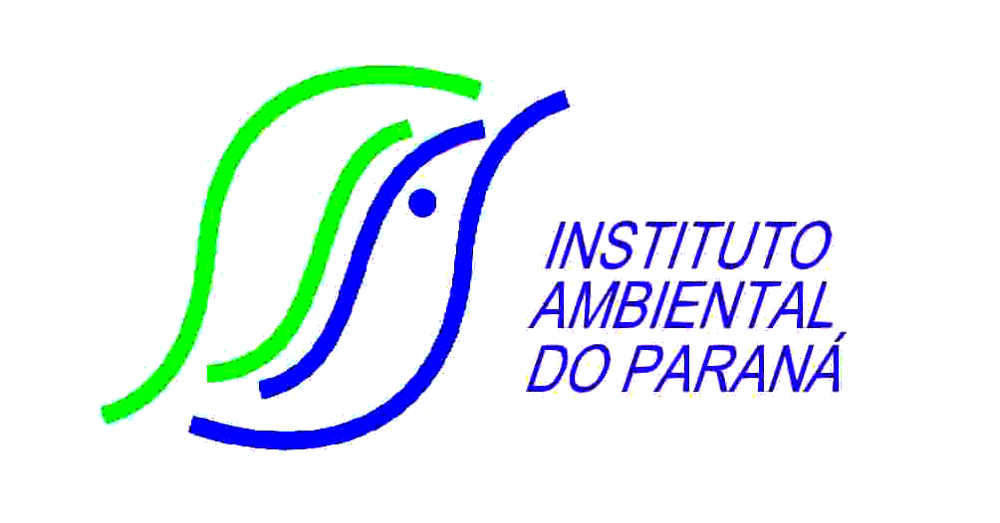 INSTITUTO
AMBIENTAL
DO PARANÁ